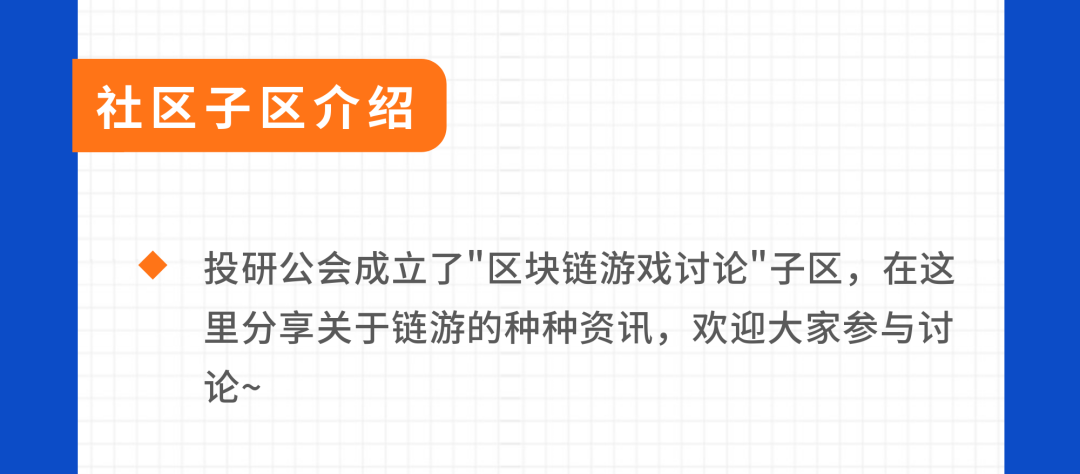 社区子区介绍
投研公会成立了"区块链游戏讨论"子区，在这
里分享关于链游的种种资讯，欢迎大家参与讨
论~